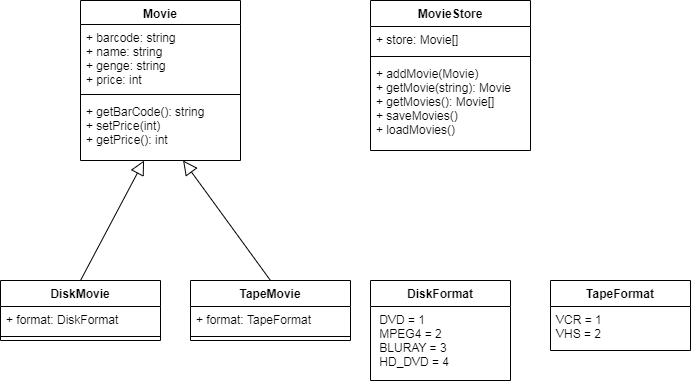 Movie
+ barcode: string
+ name: string
+ genge: string
+ price: int
+ getBarCode(): string
+ setPrice(int)
+ getPrice(): int
MovieStore
+ store: Movie[]
+ addMovie(Movie)
+ getMovie(string): Movie
+ getMovies(): Movie[]
+ saveMovies()
+ loadMovies()
DiskMovie
+ format: DiskFormat
TapeMovie
+ format: TapeFormat
DiskFormat
DVD = 1
MPEG4 = 2
BLURAY = 3
HD_DVD = 4
TapeFormat
VCR = 1
VHS = 2